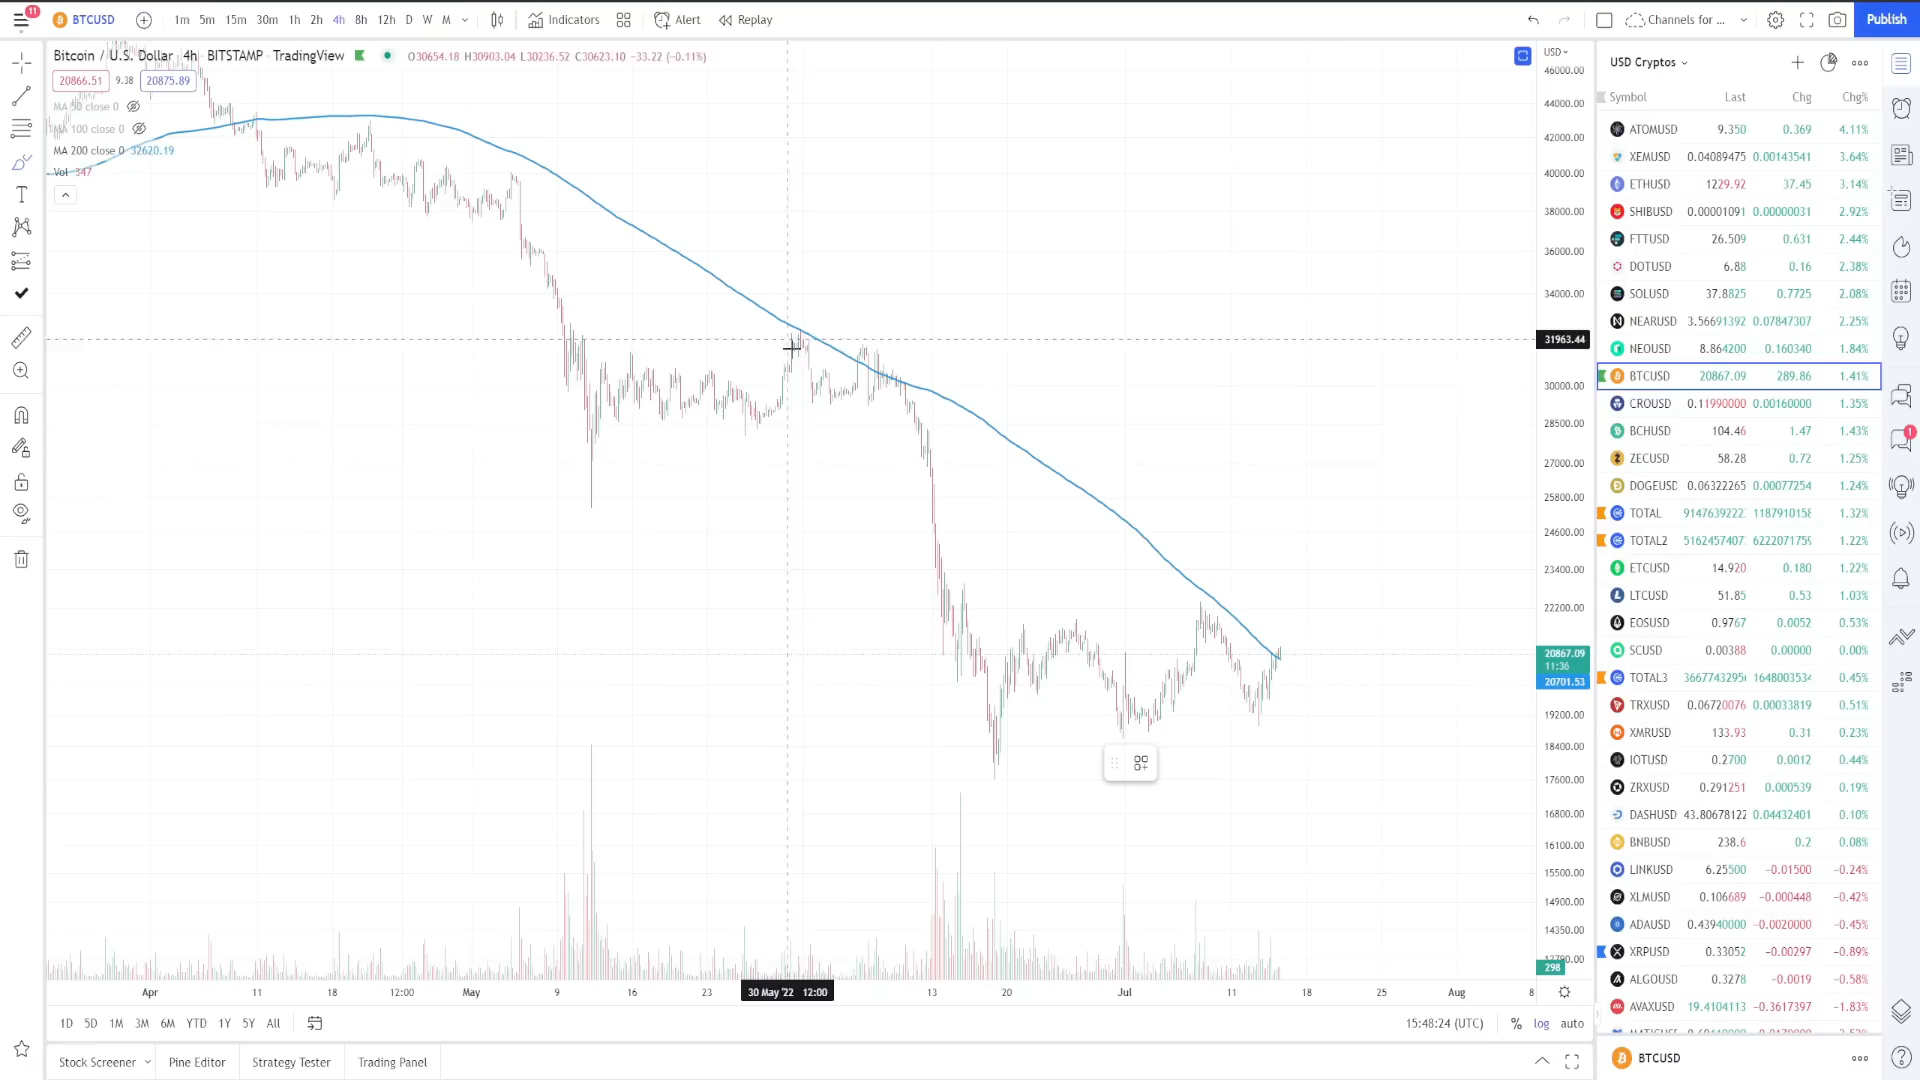 11 BTCUSD 1m 5m 15m 30m 1h 2h 4h 8h 12h D W M Indicators Alert Replay Channels for ... Publish
Bitcoin / U.S. Dollar 4h BITSTAMP TradingView O30654.18 H30903.04 L30236.52 C30623.10 −33.22 (−0.11%)
20866.51 9.38 20875.89
MA 50 close 0
MA 100 close 0
MA 200 close 0 32620.19
Vol 347
USD
46000.00
44000.00
42000.00
40000.00
38000.00
36000.00
34000.00
31963.44
30000.00
28500.00
27000.00
25800.00
24600.00
23400.00
22200.00
20867.09
11:36
20701.53
19200.00
18400.00
17600.00
16800.00
16100.00
15500.00
14900.00
14350.00
298
Apr 11 18 12:00 May 9 16 23 30 May '22 12:00 13 20 Jul 11 18 25 Aug 8
1D 5D 1M 3M 6M YTD 1Y 5Y All 15:48:24 (UTC) % log auto
Stock Screener Pine Editor Strategy Tester Trading Panel
USD Cryptos
Symbol Last Chg Chg%
ATOMUSD 9.350 0.369 4.11%
XEMUSD 0.04089475 0.00143541 3.64%
ETHUSD 1229.92 37.45 3.14%
SHIBUSD 0.00001091 0.00000031 2.92%
FTTUSD 26.509 0.631 2.44%
DOTUSD 6.88 0.16 2.38%
SOLUSD 37.8825 0.7725 2.08%
NEARUSD 3.56691392 0.07847307 2.25%
NEOUSD 8.864200 0.160340 1.84%
BTCUSD 20867.09 289.86 1.41%
CROUSD 0.11990000 0.00160000 1.35%
BCHUSD 104.46 1.47 1.43%
ZECUSD 58.28 0.72 1.25%
DOGEUSD 0.06322265 0.00077254 1.24%
TOTAL 9147639222 1187910158 1.32%
TOTAL2 516245740 6222071759 1.22%
ETCUSD 14.920 0.180 1.22%
LTCUSD 51.85 0.53 1.03%
EOSUSD 0.9767 0.0052 0.53%
SCUSD 0.00388 0.00000 0.00%
TOTAL3 3667743295 1648003534 0.45%
TRXUSD 0.06720076 0.00033819 0.51%
XMRUSD 133.93 0.31 0.23%
IOTUSD 0.2700 0.0012 0.44%
ZRXUSD 0.291251 0.000539 0.19%
DASHUSD 43.80678122 0.04432401 0.10%
BNBUSD 238.6 0.2 0.08%
LINKUSD 6.25500 −0.01500 −0.24%
XLMUSD 0.106689 −0.000448 −0.42%
ADAUSD 0.43940000 −0.0020000 −0.45%
XRPUSD 0.33052 −0.00297 −0.89%
ALGOUSD 0.3278 −0.0019 −0.58%
AVAXUSD 19.4104113 −0.3617397 −1.83%
BTCUSD
1